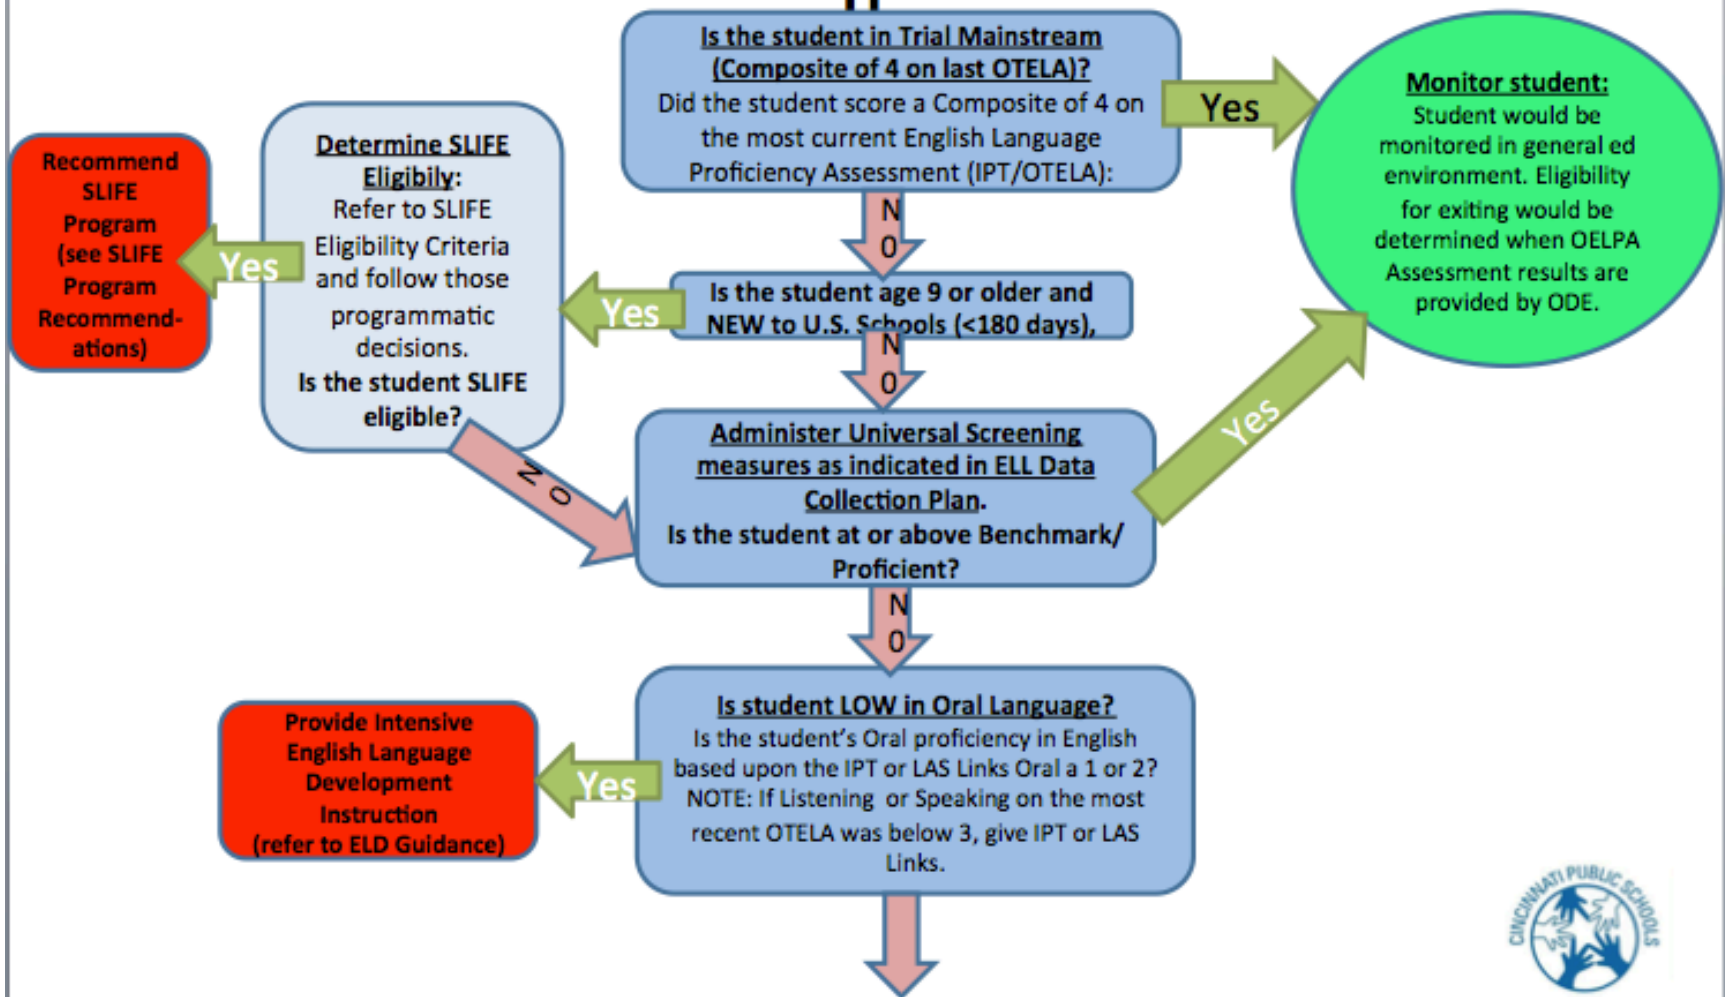 Is the student in Trial Mainstream
(Composite of 4 on last OTELA)?
Did the student score a Composite of 4 on
the most current English Language
Proficiency Assessment (IPT/OTELA):
Yes
Monitor student:
Student would be
monitored in general ed
environment. Eligibility
for exiting would be
determined when OELPA
Assessment results are
provided by ODE.
N
O
Is the student age 9 or older and
NEW to U.S. Schools (<180 days),
Yes
Determine SLIFE
Eligibily:
Refer to SLIFE
Eligibility Criteria
and follow those
programmatic
decisions.
Is the student SLIFE
eligible?
Yes
Recommend
SLIFE
Program
(see SLIFE
Program
Recommend-
ations)
N
O
N
O
Administer Universal Screening
measures as indicated in ELL Data
Collection Plan.
Is the student at or above Benchmark/
Proficient?
Yes
N
O
Is student LOW in Oral Language?
Is the student's Oral proficiency in English
based upon the IPT or LAS Links Oral a 1 or 2?
NOTE: If Listening or Speaking on the most
recent OTELA was below 3, give IPT or LAS
Links.
Yes
Provide Intensive
English Language
Development
Instruction
(refer to ELD Guidance)
CINCINNATI PUBLIC SCHOOLS